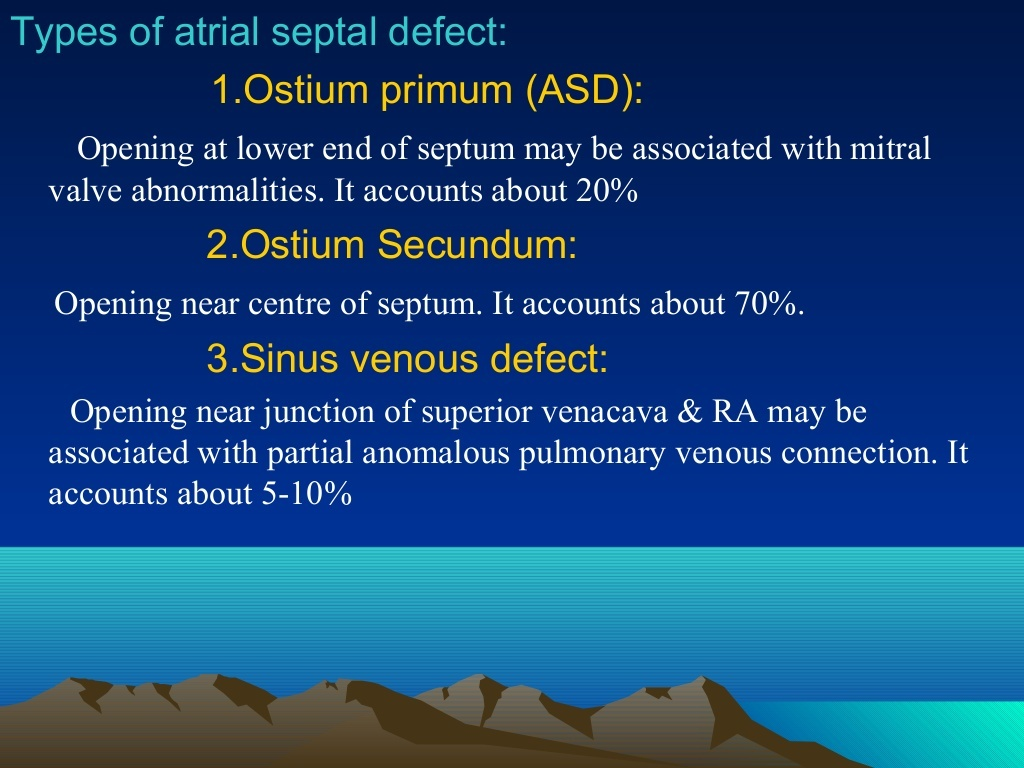 Types of atrial septal defect:
1.Ostium primum (ASD):
Opening at lower end of septum may be associated with mitral
valve abnormalities. It accounts about 20%
2.Ostium Secundum:
Opening near centre of septum. It accounts about 70%.
3.Sinus venous defect:
Opening near junction of superior venacava & RA may be
associated with partial anomalous pulmonary venous connection. It
accounts about 5-10%